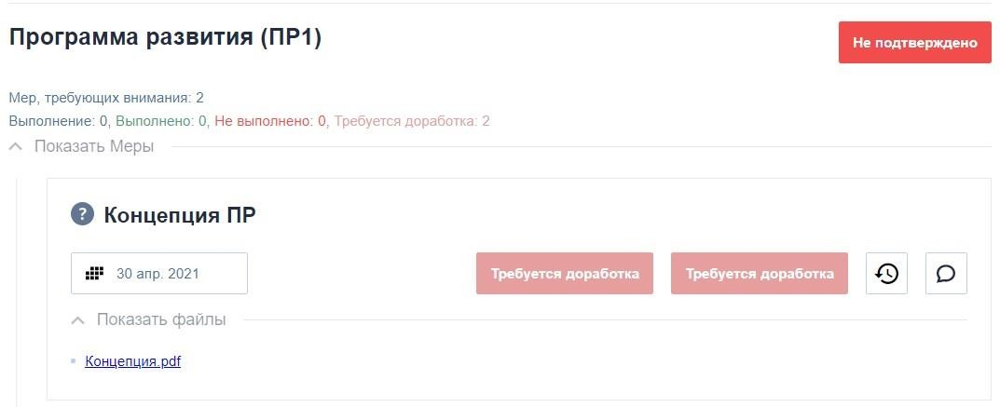 Программа развития (ПР1)
Не подтверждено
Мер, требующих внимания: 2
Выполнение: 0, Выполнено: 0, Не выполнено: 0, Требуется доработка: 2
Показать Меры
? Концепция ПР
30 апр. 2021
Требуется доработка
Требуется доработка
Показать файлы
Концепция.pdf